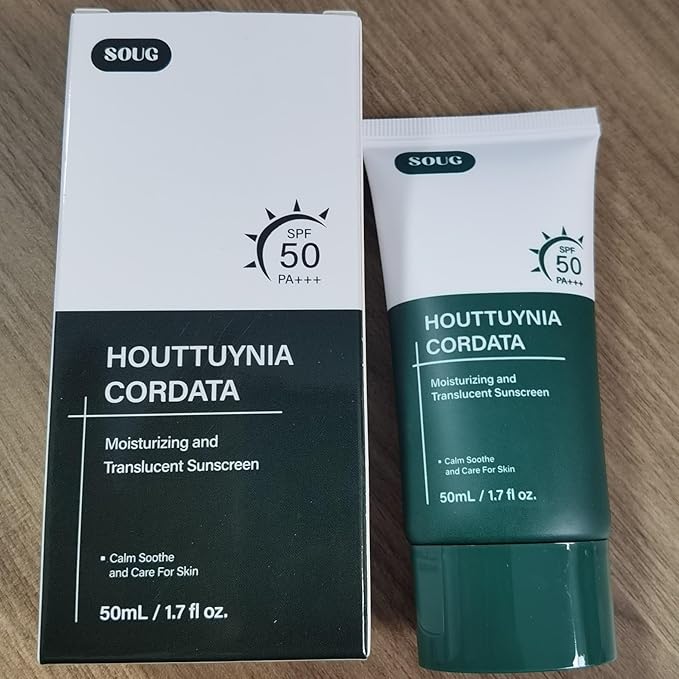 SOUG
SPF
50
PA+++
HOUTTUYNIA
CORDATA
Moisturizing and
Translucent Sunscreen
▪ Calm Soothe
and Care For Skin
50mL / 1.7 fl oz.
SOUG
SPF
50
PA+++
HOUTTUYNIA
CORDATA
Moisturizing and
Translucent Sunscreen
▪ Calm Soothe
and Care For Skin
50mL / 1.7 fl oz.